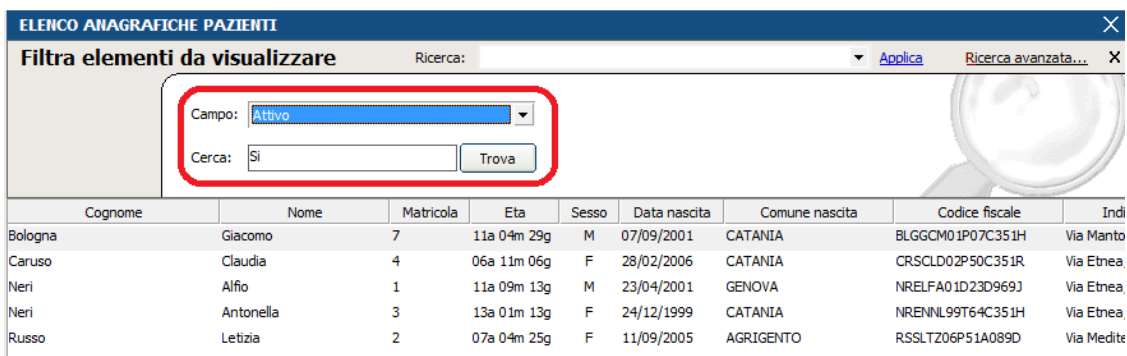 ELENCO ANAGRAFICHE PAZIENTI X
Filtra elementi da visualizzare Ricerca: Applica Ricerca avanzata... X
Campo: Attivo
Cerca: Si Trova
Cognome Nome Matricola Eta Sesso Data nascita Comune nascita Codice fiscale Indi
Bologna Giacomo 7 11a 04m 29g M 07/09/2001 CATANIA BLGGCM01P07C351H Via Manto
Caruso Claudia 4 06a 11m 06g F 28/02/2006 CATANIA CRSCLD02P50C351R Via Etnea,
Neri Alfio 1 11a 09m 13g M 23/04/2001 GENOVA NRELFA01D23D969J Via Etnea,
Neri Antonella 3 13a 01m 13g F 24/12/1999 CATANIA NRENNL99T64C351H Via Etnea,
Russo Letizia 2 07a 04m 25g F 11/09/2005 AGRIGENTO RSSLTZ06P51A089D Via Medite